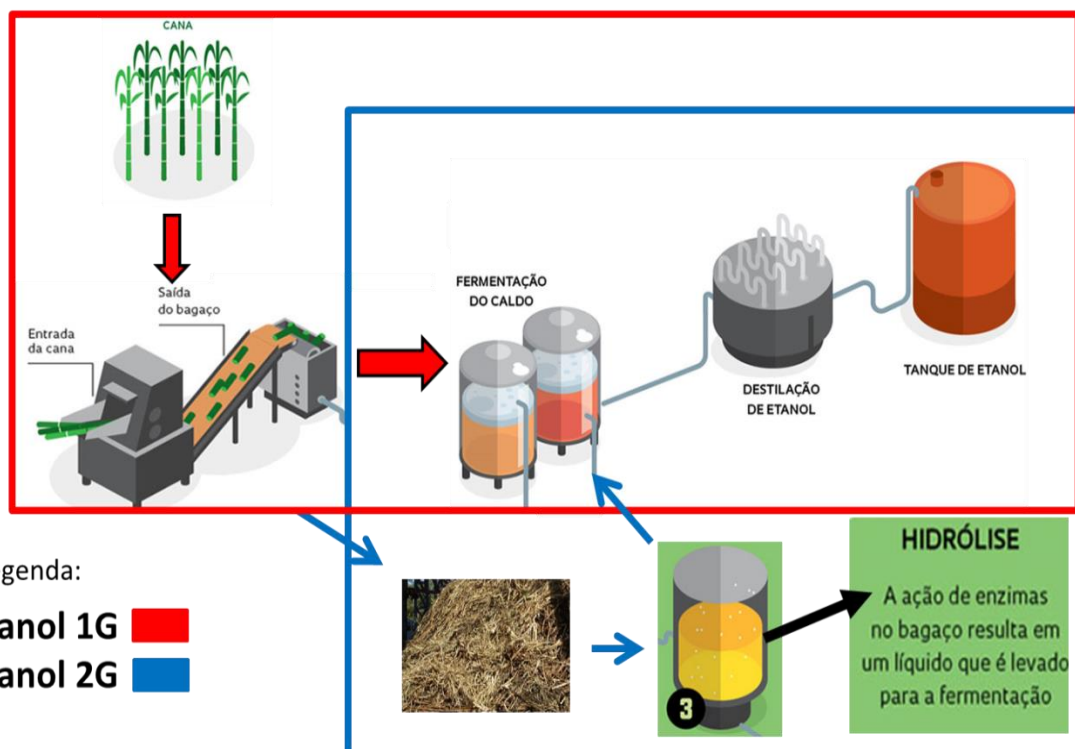 CANA
Saída
do bagaço
Entrada
da cana
FERMENTAÇÃO
DO CALDO
DESTILAÇÃO
DE ETANOL
TANQUE DE ETANOL
genda:
anol 1G
anol 2G
3
HIDRÓLISE
A ação de enzimas
no bagaço resulta em
um líquido que é levado
para a fermentação